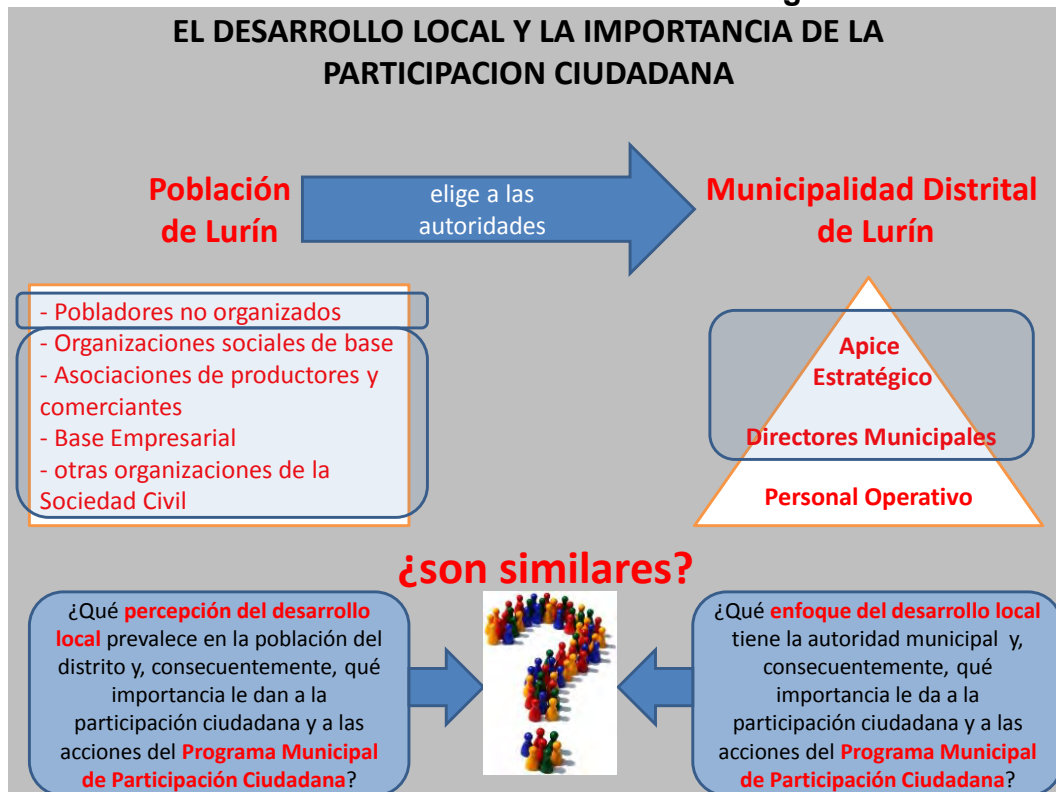 EL DESARROLLO LOCAL Y LA IMPORTANCIA DE LA
PARTICIPACION CIUDADANA
Población
de Lurín
elige a las
autoridades
Municipalidad Distrital
de Lurín
- Pobladores no organizados
- Organizaciones sociales de base
- Asociaciones de productores y
comerciantes
- Base Empresarial
- otras organizaciones de la
Sociedad Civil
Apice
Estratégico
Directores Municipales
Personal Operativo
¿son similares?
¿Qué percepción del desarrollo
local prevalece en la población del
distrito y, consecuentemente, qué
importancia le dan a la
participación ciudadana y a las
acciones del Programa Municipal
de Participación Ciudadana?
¿Qué enfoque del desarrollo local
tiene la autoridad municipal y,
consecuentemente, qué
importancia le da a la
participación ciudadana y a las
acciones del Programa Municipal
de Participación Ciudadana?